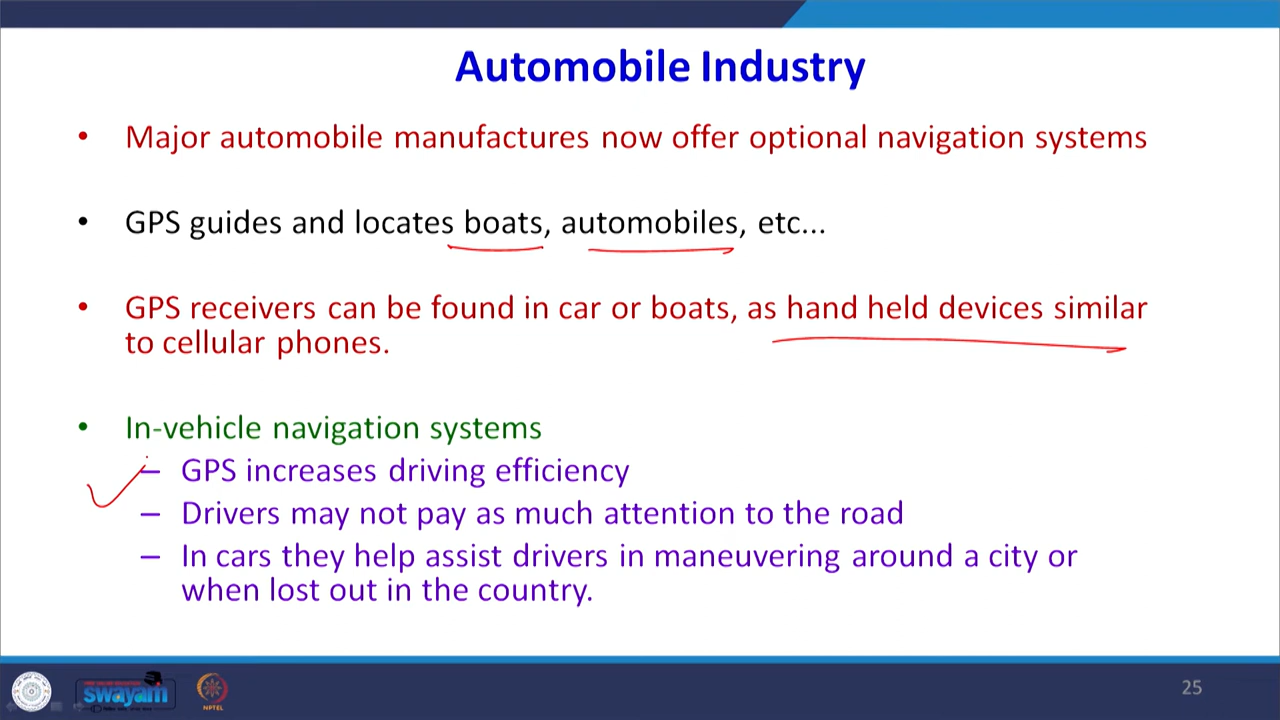 Automobile Industry
• Major automobile manufactures now offer optional navigation systems
• GPS guides and locates boats, automobiles, etc...
• GPS receivers can be found in car or boats, as hand held devices similar
to cellular phones.
• In-vehicle navigation systems
– GPS increases driving efficiency
– Drivers may not pay as much attention to the road
– In cars they help assist drivers in maneuvering around a city or
when lost out in the country.
swayam
NPTEL
25